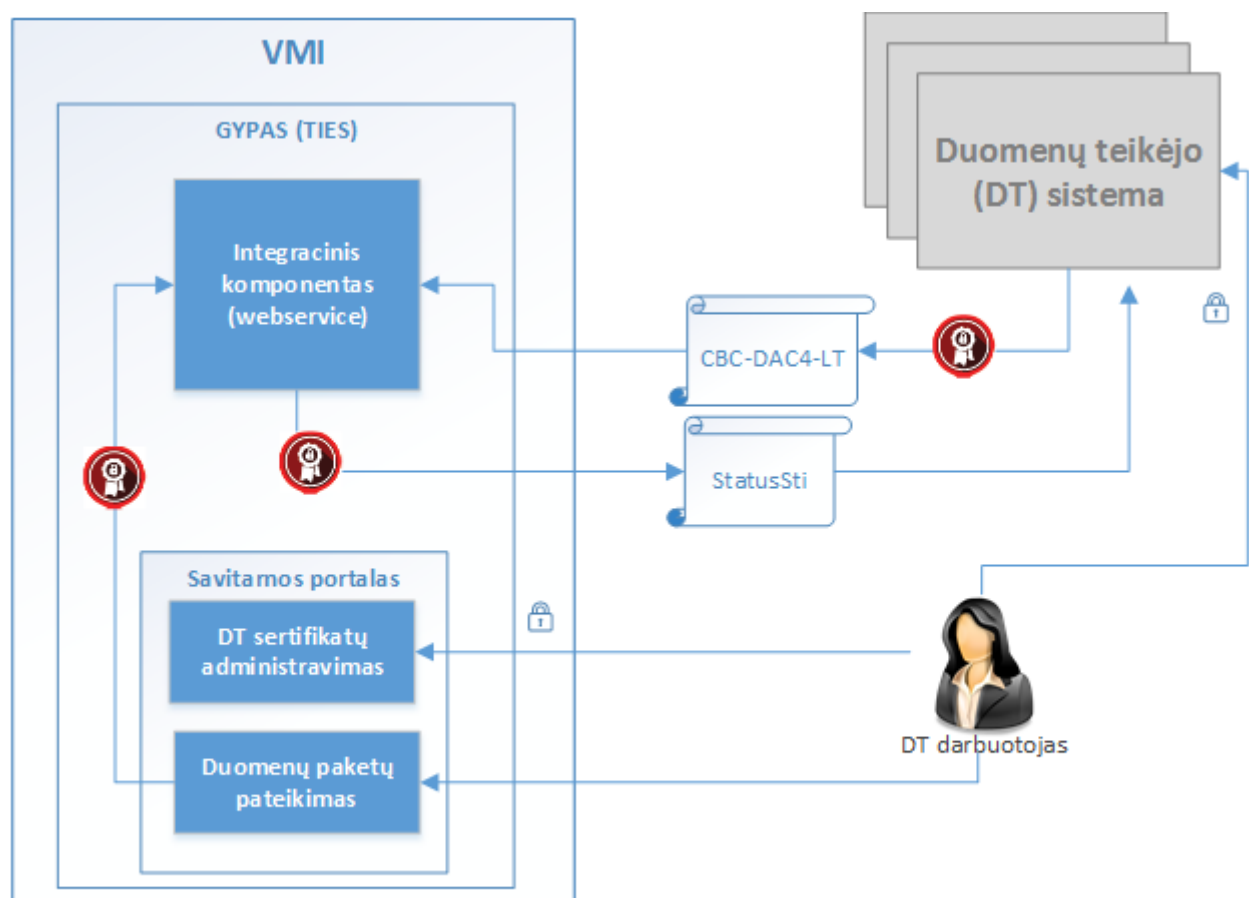 VMI
GYPAS (TIES)
Integracinis
komponentas
(webservice)
Duomenų teikėjo
(DT) sistema
CBC-DAC4-LT
StatusSti
Savitarnos portalas
DT sertifikatų
administravimas
DT darbuotojas
Duomenų paketų
pateikimas